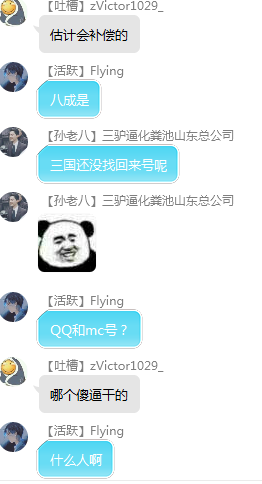 【吐槽】zVictor1029_
估计会补偿的
【活跃】Flying
八成是
【孙老八】三驴逼化粪池山东总公司
三国还没找回来号呢
【孙老八】三驴逼化粪池山东总公司
【活跃】Flying
QQ和mc号？
【吐槽】zVictor1029_
哪个傻逼干的
【活跃】Flying
什么人啊